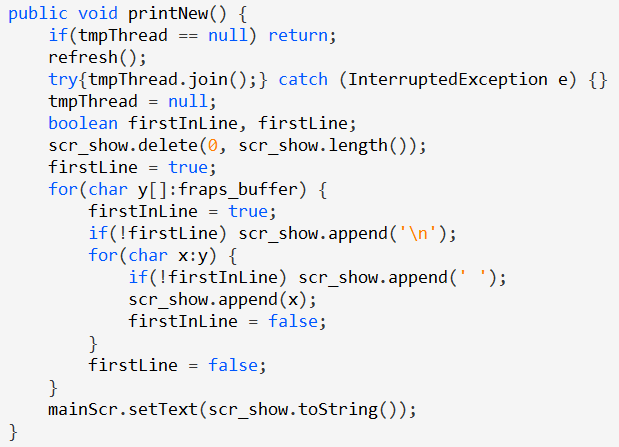 public void printNew() {
    if(tmpThread == null) return;
    refresh();
    try{tmpThread.join();} catch (InterruptedException e) {}
    tmpThread = null;
    boolean firstInLine, firstLine;
    scr_show.delete(0, scr_show.length());
    firstLine = true;
    for(char y[]:fraps_buffer) {
        firstInLine = true;
        if(!firstLine) scr_show.append('\n');
        for(char x:y) {
            if(!firstInLine) scr_show.append(' ');
            scr_show.append(x);
            firstInLine = false;
        }
        firstLine = false;
    }
    mainScr.setText(scr_show.toString());
}